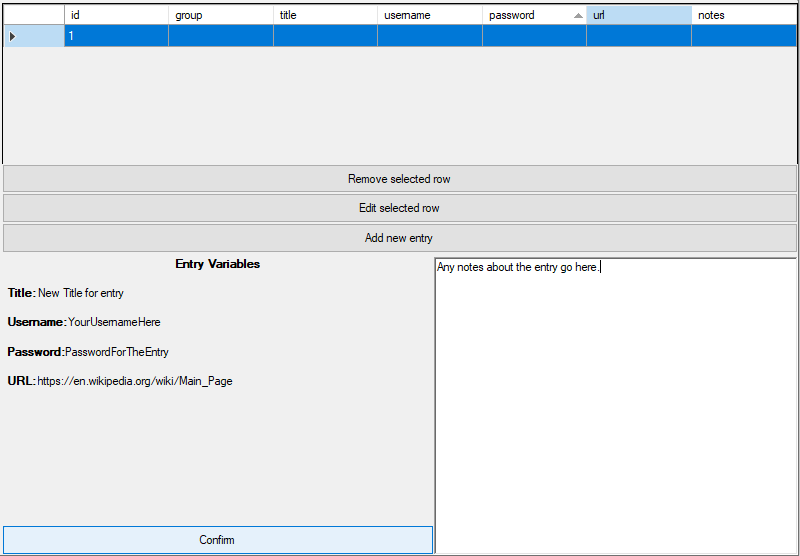 id group title username password url notes
1
Remove selected row
Edit selected row
Add new entry
Entry Variables
Title: New Title for entry
Username:YourUsernameHere
Password:PasswordForTheEntry
URL:https://en.wikipedia.org/wiki/Main_Page
Confirm
Any notes about the entry go here.